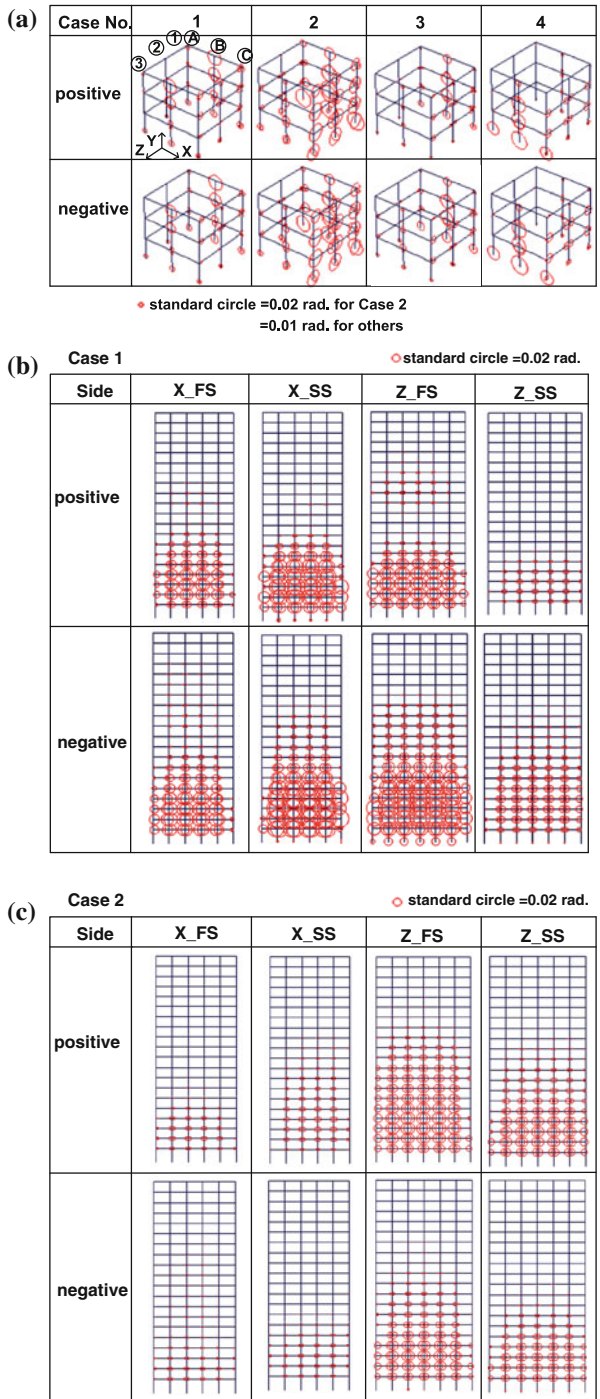 (a)
Case No. 1 2 3 4
positive
① Ⓐ
② Ⓑ
③ Ⓒ
Y
Z X
negative
standard circle =0.02 rad. for Case 2
=0.01 rad. for others
(b)
Case 1
standard circle =0.02 rad.
Side X_FS X_SS Z_FS Z_SS
positive
negative
(c)
Case 2
standard circle =0.02 rad.
Side X_FS X_SS Z_FS Z_SS
positive
negative